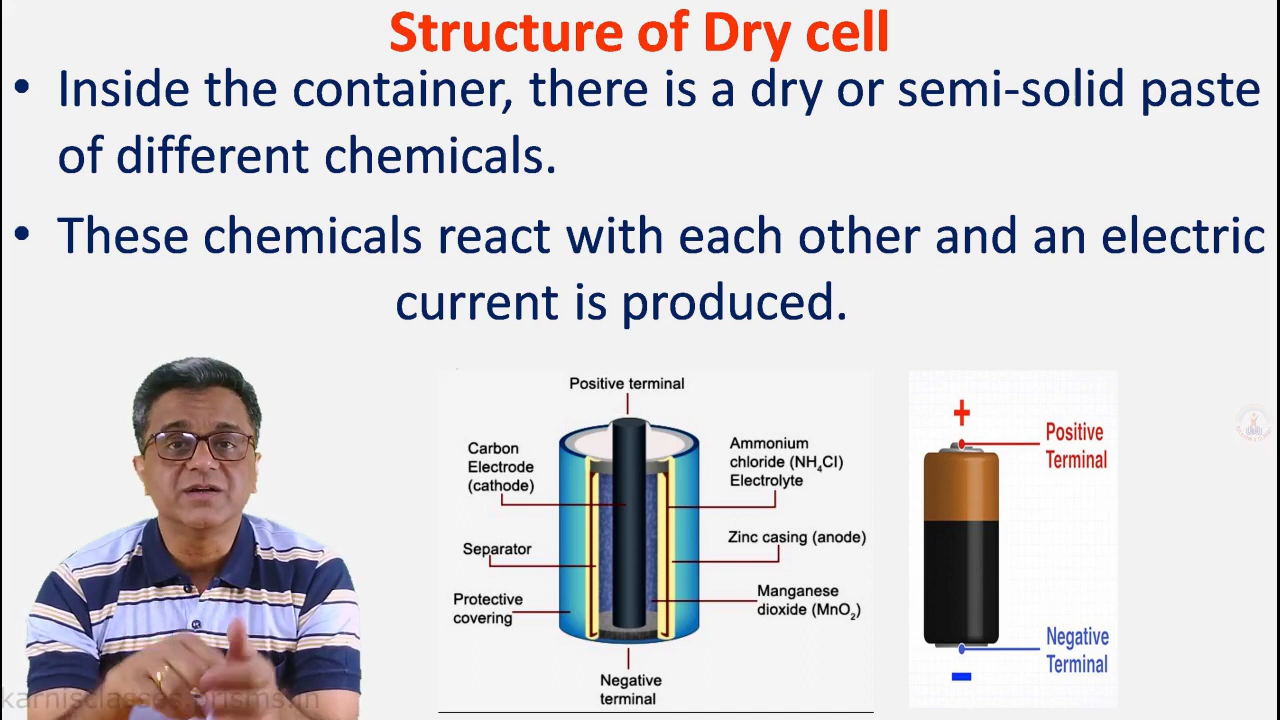 Structure of Dry cell
• Inside the container, there is a dry or semi-solid paste
of different chemicals.
• These chemicals react with each other and an electric
current is produced.
Positive terminal
Carbon
Electrode
(cathode)
Separator
Protective
covering
Ammonium
chloride (NH₄Cl)
Electrolyte
Zinc casing (anode)
Manganese
dioxide (MnO₂)
Negative
terminal
+
Positive
Terminal
Negative
Terminal
-